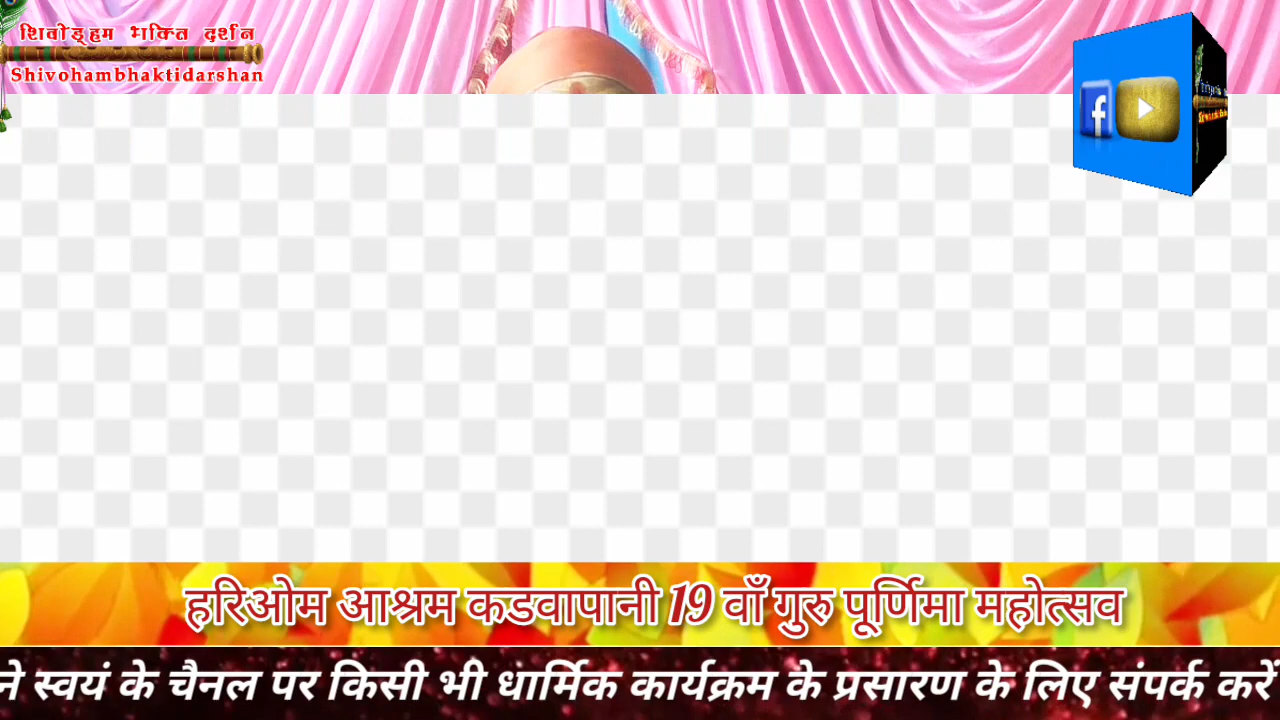 शिवोऽहम भक्ति दर्शन
Shivohambhaktidarshan
हरिओम आश्रम कडवापानी 19 वाँ गुरु पूर्णिमा महोत्सव
ने स्वयं के चैनल पर किसी भी धार्मिक कार्यक्रम के प्रसारण के लिए संपर्क करें